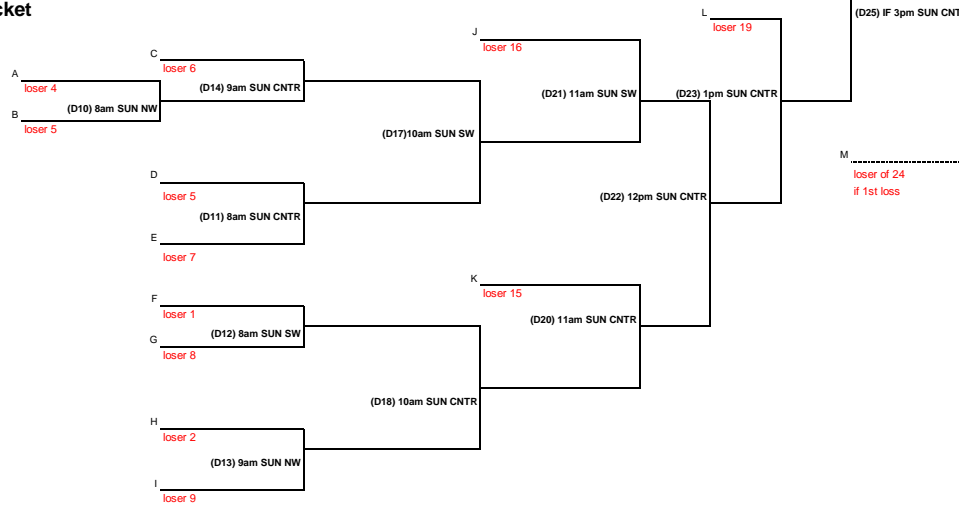 cket
(D25) IF 3pm SUN CNT
L
loser 19
J
loser 16
C
loser 6
A
loser 4
(D14) 9am SUN CNTR
(D21) 11am SUN SW
(D23) 1pm SUN CNTR
(D10) 8am SUN NW
B
loser 5
(D17)10am SUN SW
M
loser of 24
if 1st loss
D
loser 5
(D22) 12pm SUN CNTR
(D11) 8am SUN CNTR
E
loser 7
K
loser 15
F
loser 1
(D20) 11am SUN CNTR
(D12) 8am SUN SW
G
loser 8
(D18) 10am SUN CNTR
H
loser 2
(D13) 9am SUN NW
I
loser 9